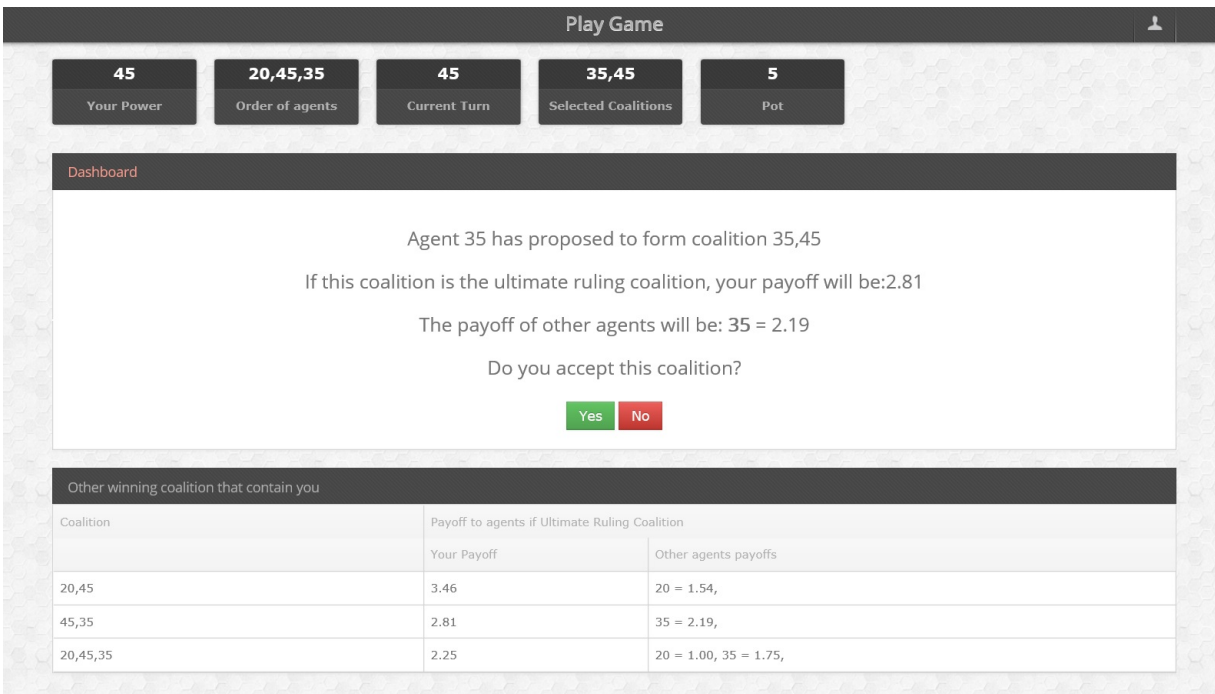 Play Game
45 20,45,35 45 35,45 5
Your Power Order of agents Current Turn Selected Coalitions Pot
Dashboard
Agent 35 has proposed to form coalition 35,45
If this coalition is the ultimate ruling coalition, your payoff will be:2.81
The payoff of other agents will be: 35 = 2.19
Do you accept this coalition?
Yes No
Other winning coalition that contain you
Coalition Payoff to agents if Ultimate Ruling Coalition
Your Payoff Other agents payoffs
20,45 3.46 20 = 1.54,
45,35 2.81 35 = 2.19,
20,45,35 2.25 20 = 1.00, 35 = 1.75,